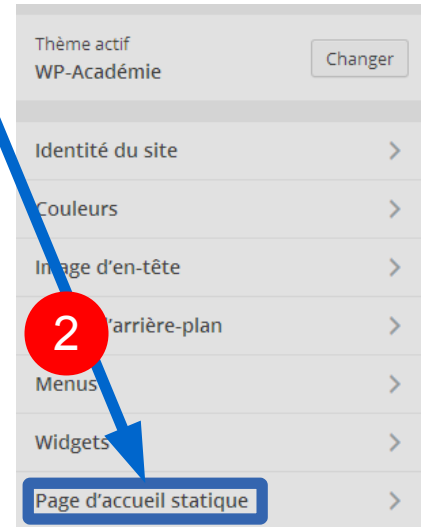 Thème actif
WP-Académie
Changer
Identité du site
Couleurs
Image d'en-tête
d'arrière-plan
2
Menus
Widgets
Page d'accueil statique